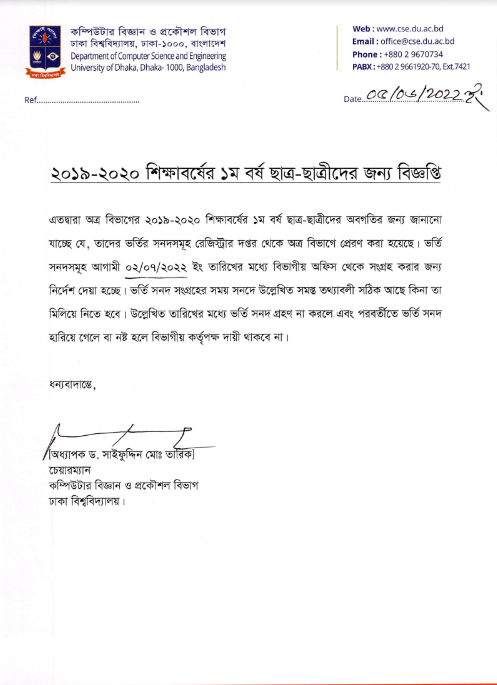 কম্পিউটার বিজ্ঞান ও প্রকৌশল বিভাগ
ঢাকা বিশ্ববিদ্যালয়, ঢাকা-১০০০, বাংলাদেশ
Department of Computer Science and Engineering
University of Dhaka, Dhaka- 1000, Bangladesh
Web : www.cse.du.ac.bd
Email : office@cse.du.ac.bd
Phone : +880 2 9670734
PABX : +880 2 9661920-70, Ext.7421
Ref................................................
Date
২০১৯-২০২০ শিক্ষাবর্ষের ১ম বর্ষ ছাত্র-ছাত্রীদের জন্য বিজ্ঞপ্তি
এতদ্বারা অত্র বিভাগের ২০১৯-২০২০ শিক্ষাবর্ষের ১ম বর্ষ ছাত্র-ছাত্রীদের অবগতির জন্য জানানো
যাচ্ছে যে, তাদের ভর্তির সনদসমূহ রেজিস্ট্রার দপ্তর থেকে অত্র বিভাগে প্রেরণ করা হয়েছে। ভর্তি
সনদসমূহ আগামী ০২/০৭/২০২২ ইং তারিখের মধ্যে বিভাগীয় অফিস থেকে সংগ্রহ করার জন্য
নির্দেশ দেয়া হচ্ছে। ভর্তি সনদ সংগ্রহের সময় সনদে উল্লেখিত সমস্ত তথ্যাবলী সঠিক আছে কিনা তা
মিলিয়ে নিতে হবে। উল্লেখিত তারিখের মধ্যে ভর্তি সনদ গ্রহণ না করলে এবং পরবর্তীতে ভর্তি সনদ
হারিয়ে গেলে বা নষ্ট হলে বিভাগীয় কর্তৃপক্ষ দায়ী থাকবে না।
ধন্যবাদান্তে,
[অধ্যাপক ড. সাইফুদ্দিন মোঃ তারিক]
চেয়ারম্যান
কম্পিউটার বিজ্ঞান ও প্রকৌশল বিভাগ
ঢাকা বিশ্ববিদ্যালয়।